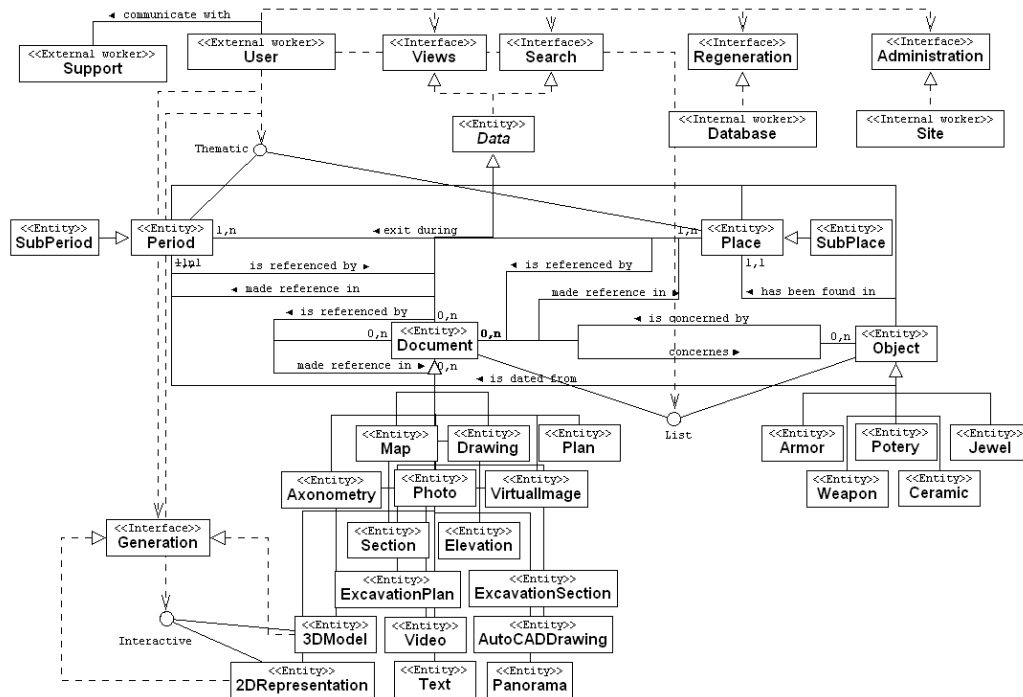 ◄ communicate with
<<External worker>>
Support
<<External worker>>
User
<<Interface>>
Views
<<Interface>>
Search
<<Interface>>
Regeneration
<<Interface>>
Administration
<<Entity>>
Data
<<Internal worker>>
Database
<<Internal worker>>
Site
Thematic
<<Entity>>
SubPeriod
<<Entity>>
Period
1,n
◄ exit during
1,n
<<Entity>>
Place
<<Entity>>
SubPlace
1,1
is referenced by ►
◄ is referenced by
◄ made reference in
made reference in ►
◄ has been found in
◄ is referenced by
0,n
0,n
<<Entity>>
Document
0,n
◄ is concerned by
concernes ►
0,n
<<Entity>>
Object
made reference in ►
0,n
◄ is dated from
List
<<Entity>>
Map
<<Entity>>
Drawing
<<Entity>>
Plan
<<Entity>>
Armor
<<Entity>>
Potery
<<Entity>>
Jewel
<<Entity>>
Axonometry
<<Entity>>
Photo
<<Entity>>
VirtualImage
<<Entity>>
Weapon
<<Entity>>
Ceramic
<<Interface>>
Generation
<<Entity>>
Section
<<Entity>>
Elevation
<<Entity>>
ExcavationPlan
<<Entity>>
ExcavationSection
Interactive
<<Entity>>
3DModel
<<Entity>>
Video
<<Entity>>
AutoCADDrawing
<<Entity>>
2DRepresentation
<<Entity>>
Text
<<Entity>>
Panorama